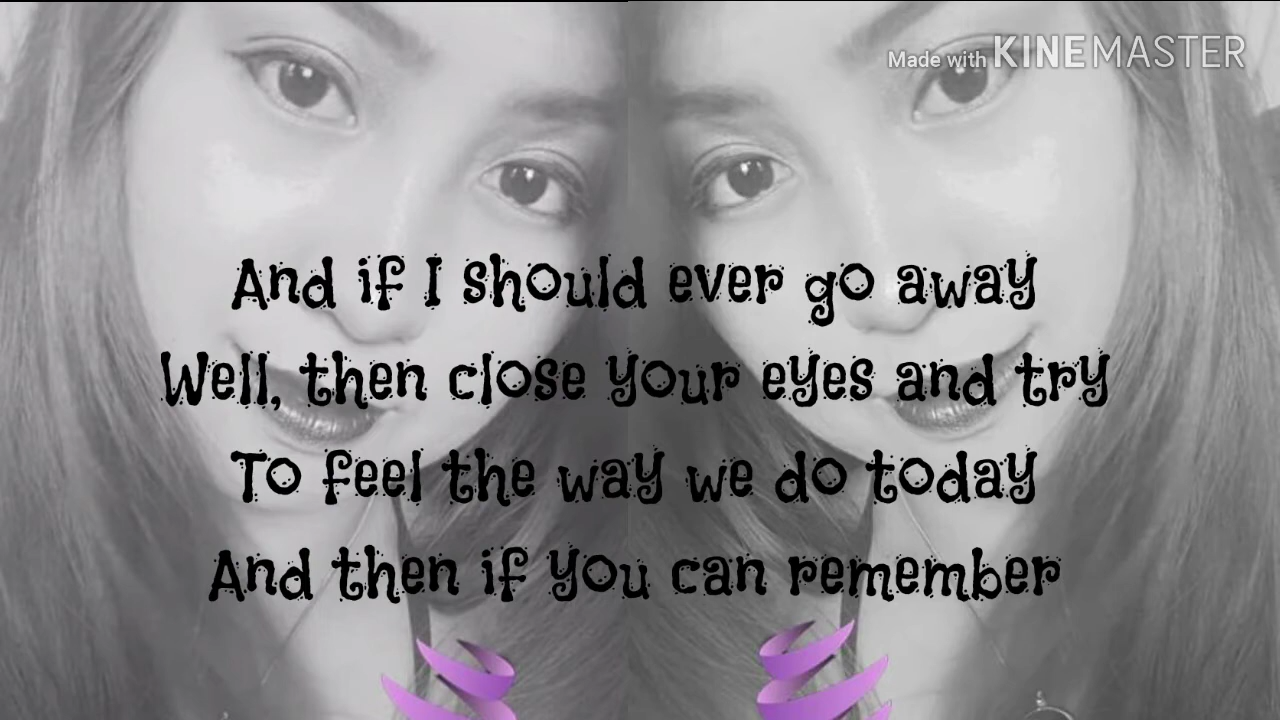 Made with KINEMASTER
And if I should ever go away
Well, then close your eyes and try
To feel the way we do today
And then if you can remember